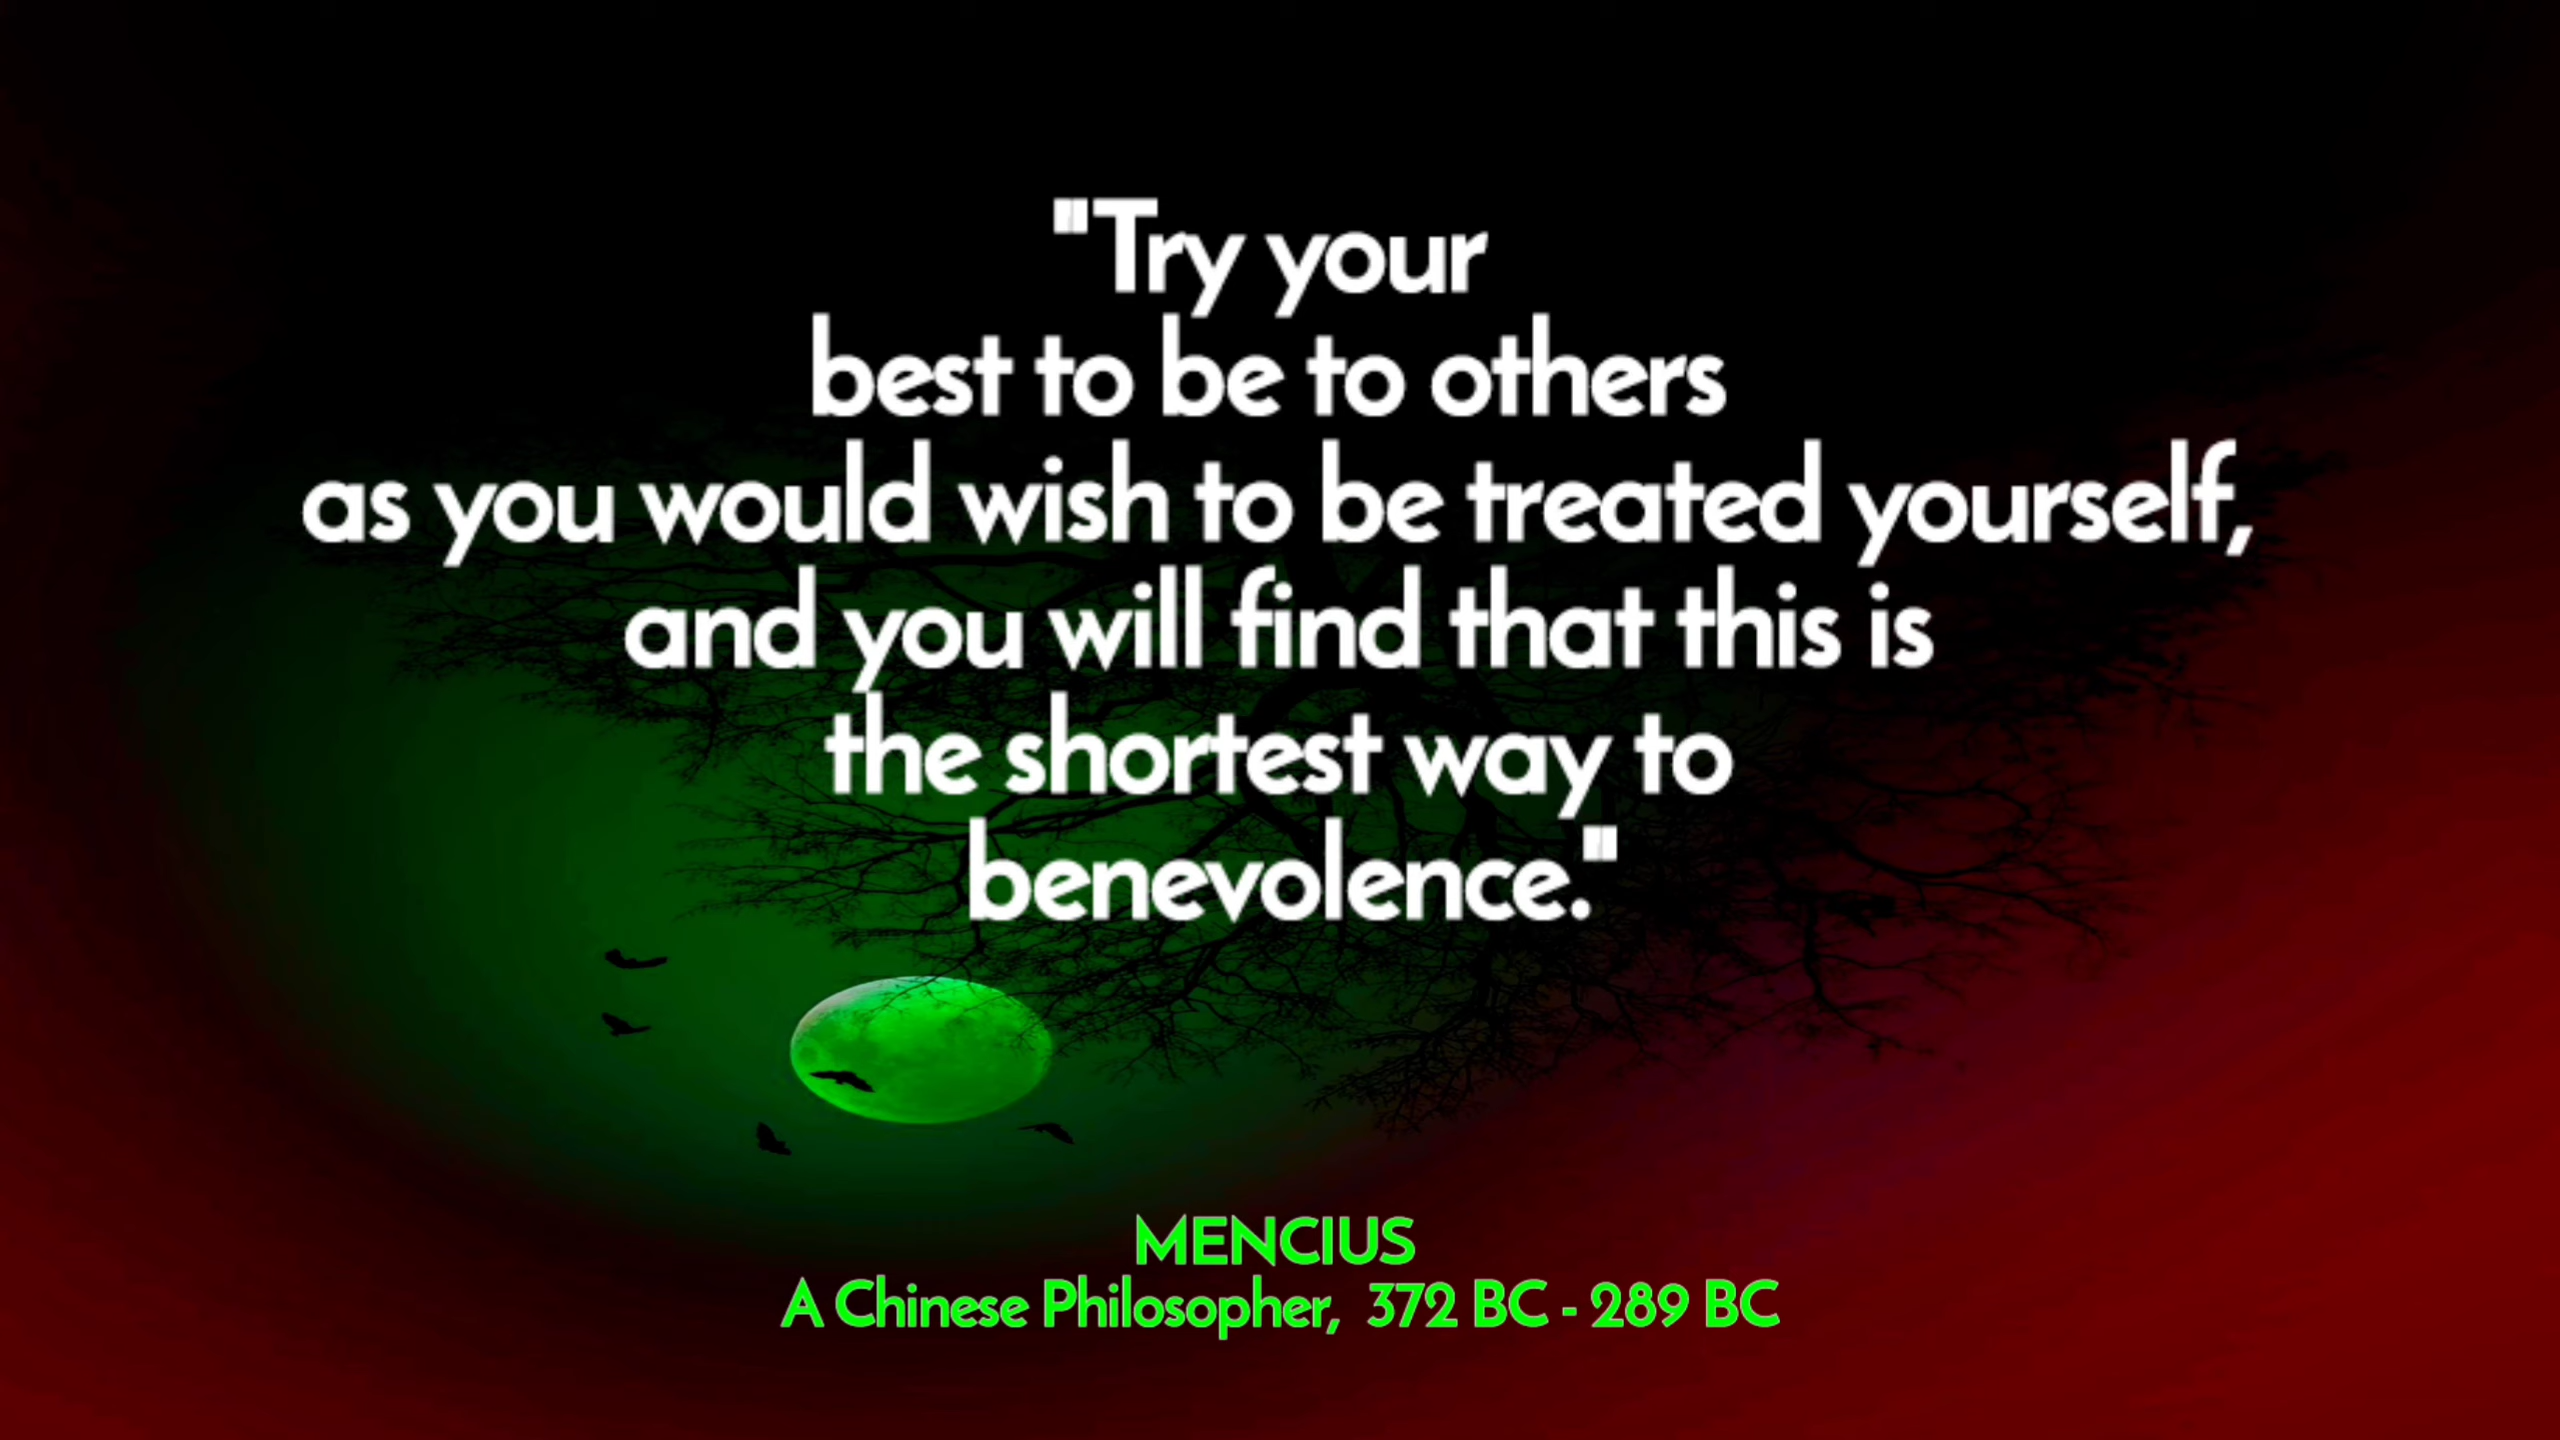 "Try your
best to be to others
as you would wish to be treated yourself,
and you will find that this is
the shortest way to
benevolence."
MENCIUS
A Chinese Philosopher, 372 BC - 289 BC